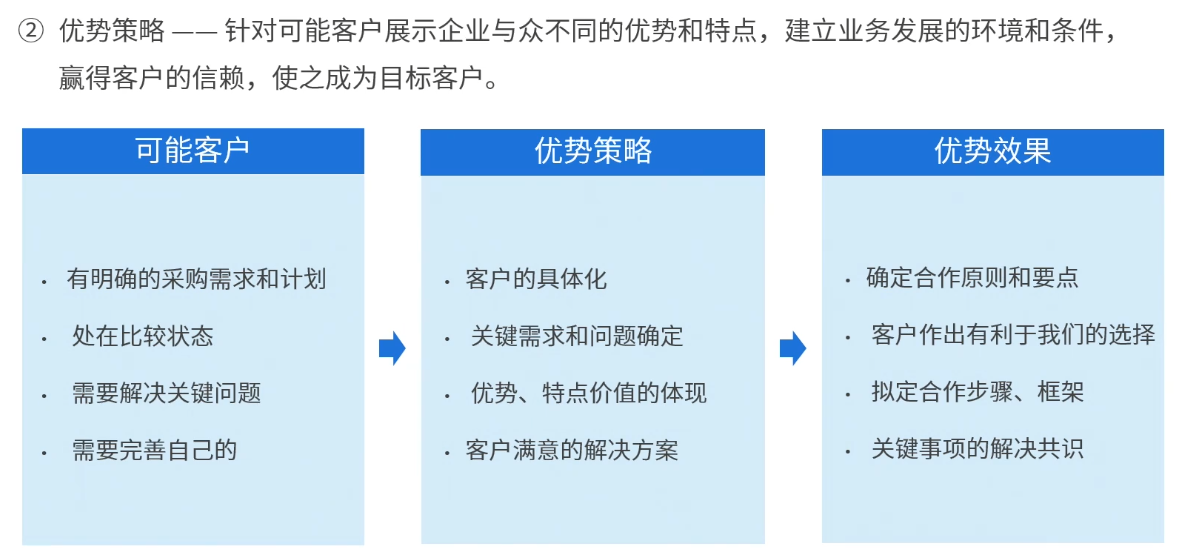 ② 优势策略 —— 针对可能客户展示企业与众不同的优势和特点，建立业务发展的环境和条件，
赢得客户的信赖，使之成为目标客户。
可能客户
· 有明确的采购需求和计划
· 处在比较状态
· 需要解决关键问题
· 需要完善自己的
优势策略
· 客户的具体化
· 关键需求和问题确定
· 优势、特点价值的体现
· 客户满意的解决方案
优势效果
· 确定合作原则和要点
· 客户作出有利于我们的选择
· 拟定合作步骤、框架
· 关键事项的解决共识